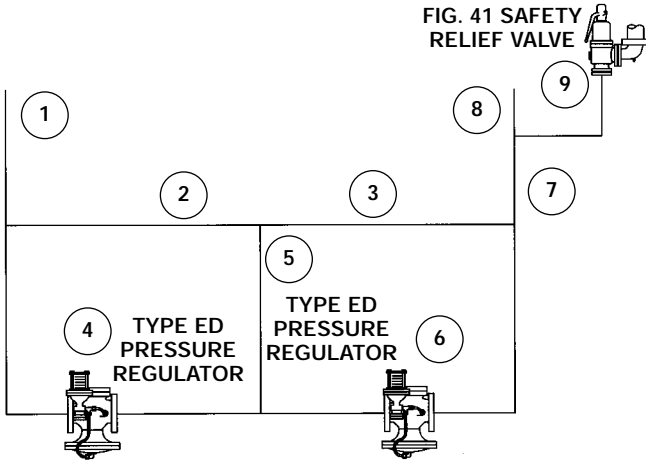 FIG. 41 SAFETY
RELIEF VALVE
9
1
8
2
3
7
5
4
TYPE ED
PRESSURE
REGULATOR
TYPE ED
PRESSURE
REGULATOR
6